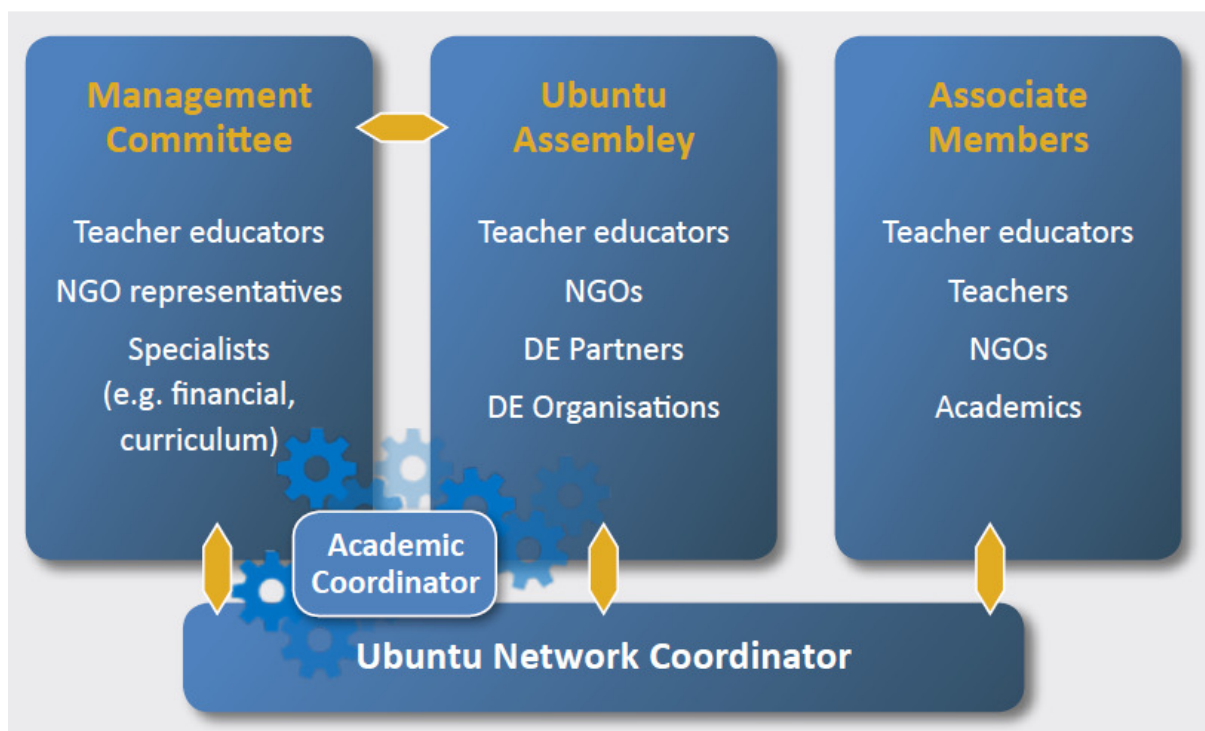 Management
Committee
Teacher educators
NGO representatives
Specialists
(e.g. financial,
curriculum)
Ubuntu
Assembley
Teacher educators
NGOs
DE Partners
DE Organisations
Associate
Members
Teacher educators
Teachers
NGOs
Academics
Academic
Coordinator
Ubuntu Network Coordinator